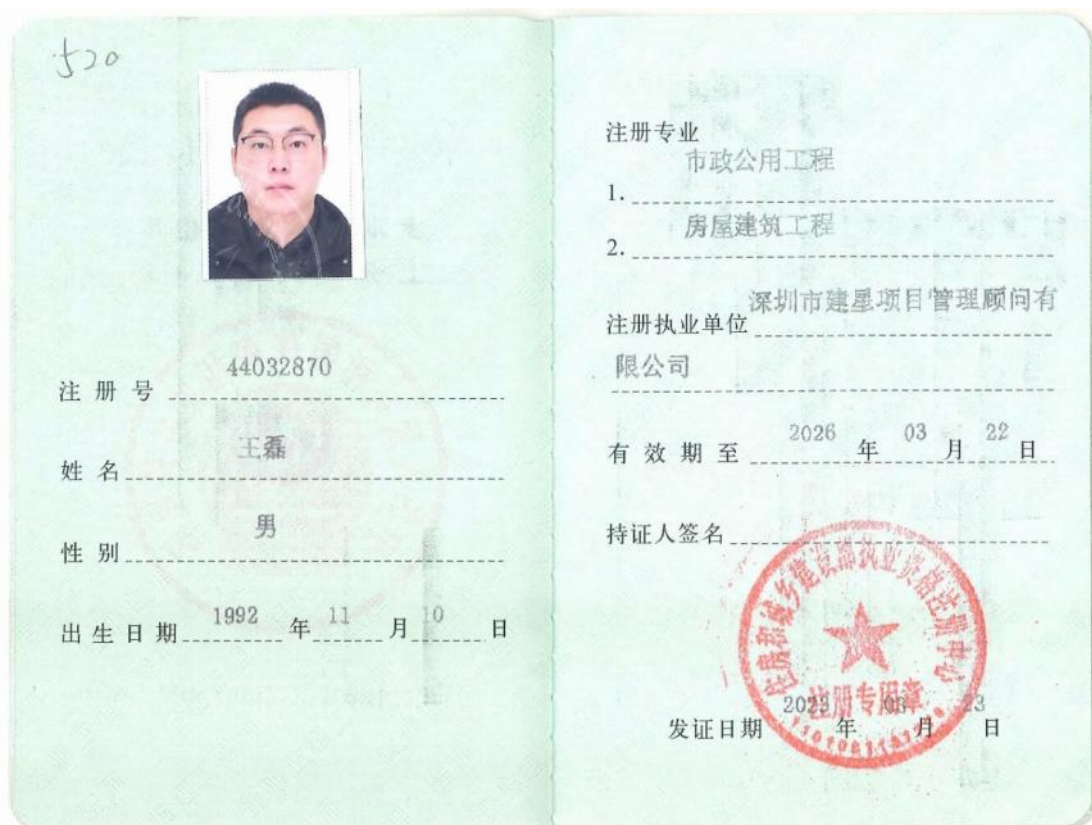 520
注册号 44032870
姓名 王磊
性别 男
出生日期 1992 年 11 月 10 日
注册专业
1. 市政公用工程
2. 房屋建筑工程
注册执业单位 深圳市建星项目管理顾问有
限公司
有效期至 2026 年 03 月 22 日
持证人签名
住房和城乡建设部执业资格注册中心
注册专用章
发证日期 2023 年 03 月 23 日